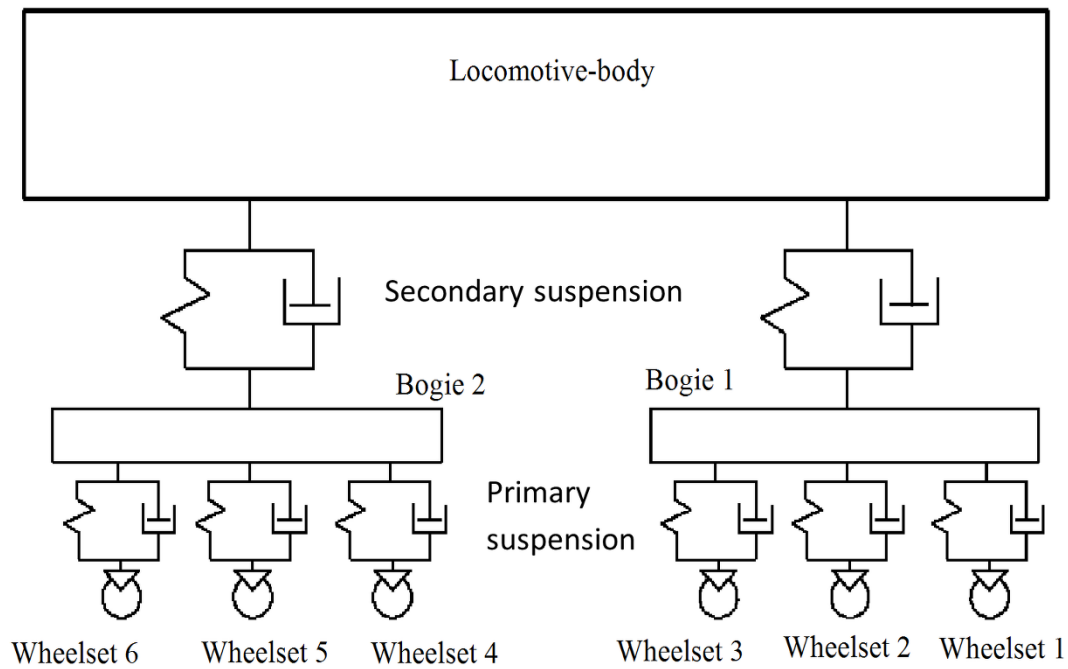 Locomotive-body
Secondary suspension
Bogie 2
Bogie 1
Primary
suspension
Wheelset 6
Wheelset 5
Wheelset 4
Wheelset 3
Wheelset 2
Wheelset 1